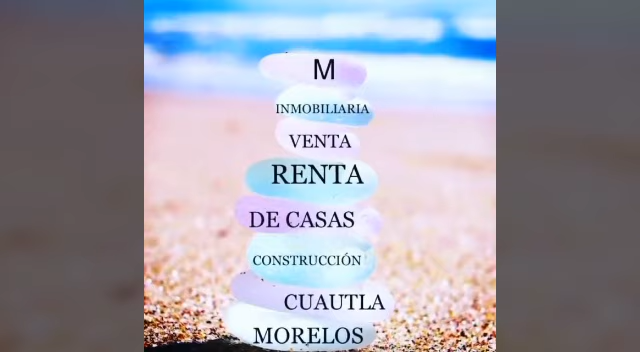 M
INMOBILIARIA
VENTA
RENTA
DE CASAS
CONSTRUCCIÓN
CUAUTLA
MORELOS